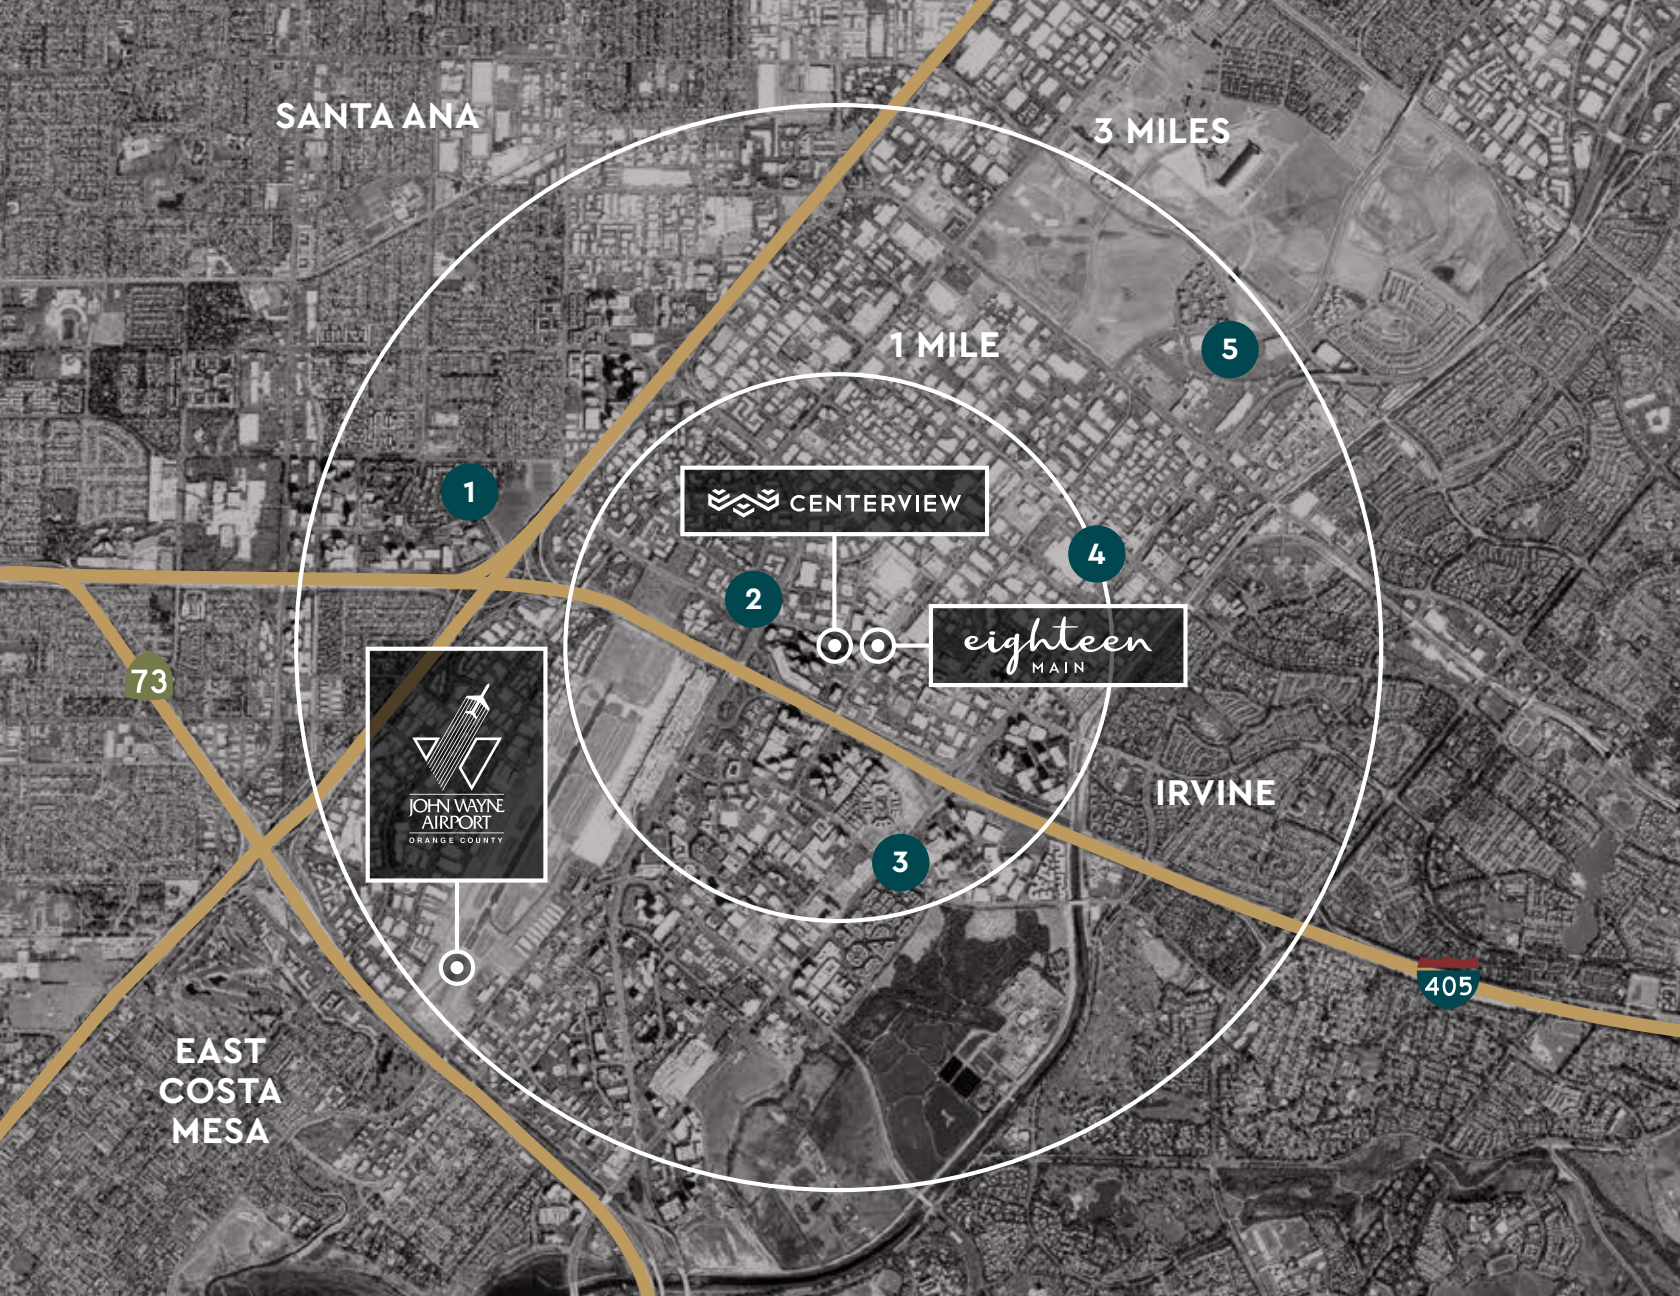 SANTA ANA
3 MILES
1 MILE
5
1
CENTERVIEW
4
2
eighteen
MAIN
73
JOHN WAYNE
AIRPORT
ORANGE COUNTY
IRVINE
3
405
EAST
COSTA
MESA